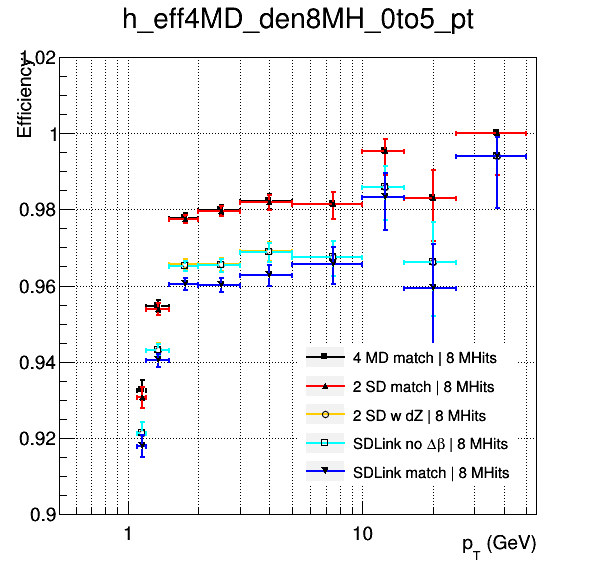 h_eff4MD_den8MH_0to5_pt
Efficiency
1.02
1
0.98
0.96
0.94
0.92
0.9
4 MD match | 8 MHits
2 SD match | 8 MHits
2 SD w dZ | 8 MHits
SDLink no Δβ | 8 MHits
SDLink match | 8 MHits
1
10
p_T (GeV)